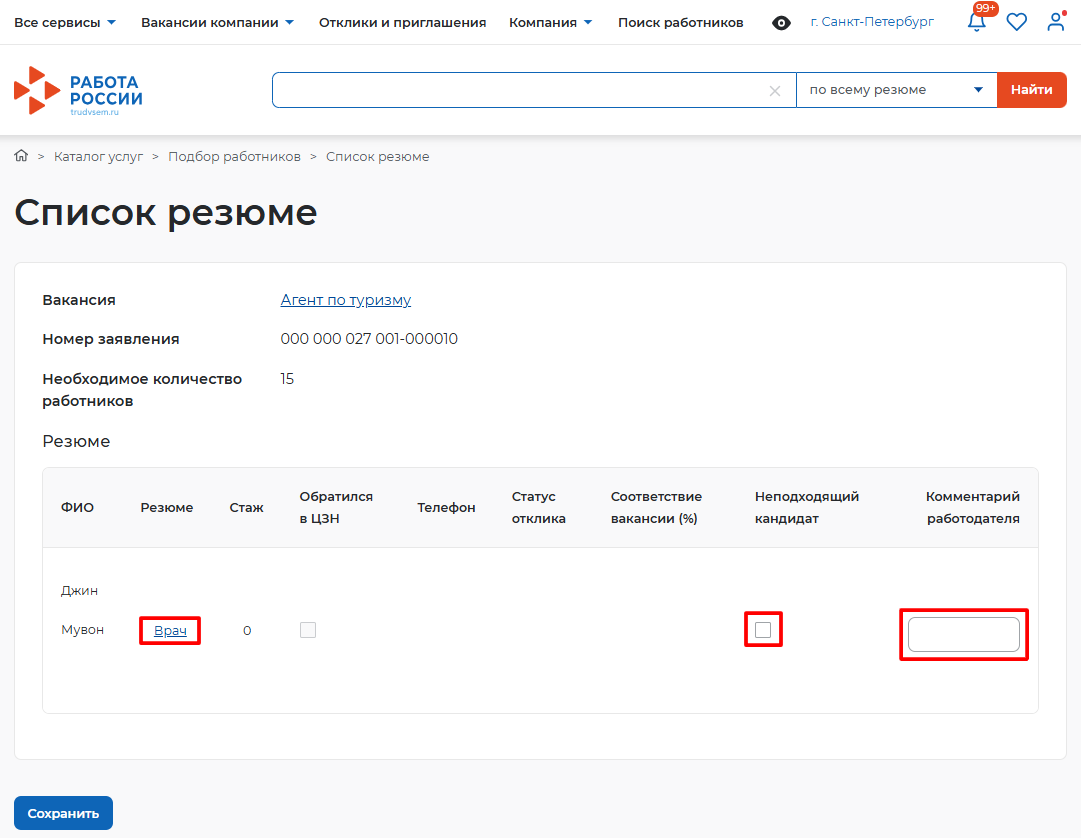 Все сервисы Вакансии компании Отклики и приглашения Компания Поиск работников г. Санкт-Петербург 99+
РАБОТА
РОССИИ
trudvsem.ru
по всему резюме Найти
> Каталог услуг > Подбор работников > Список резюме
Список резюме
Вакансия Агент по туризму
Номер заявления 000 000 027 001-000010
Необходимое количество 15
работников
Резюме
ФИО Резюме Стаж Обратился в ЦЗН Телефон Статус отклика Соответствие вакансии (%) Неподходящий кандидат Комментарий работодателя
Джин
Мувон Врач 0
Сохранить